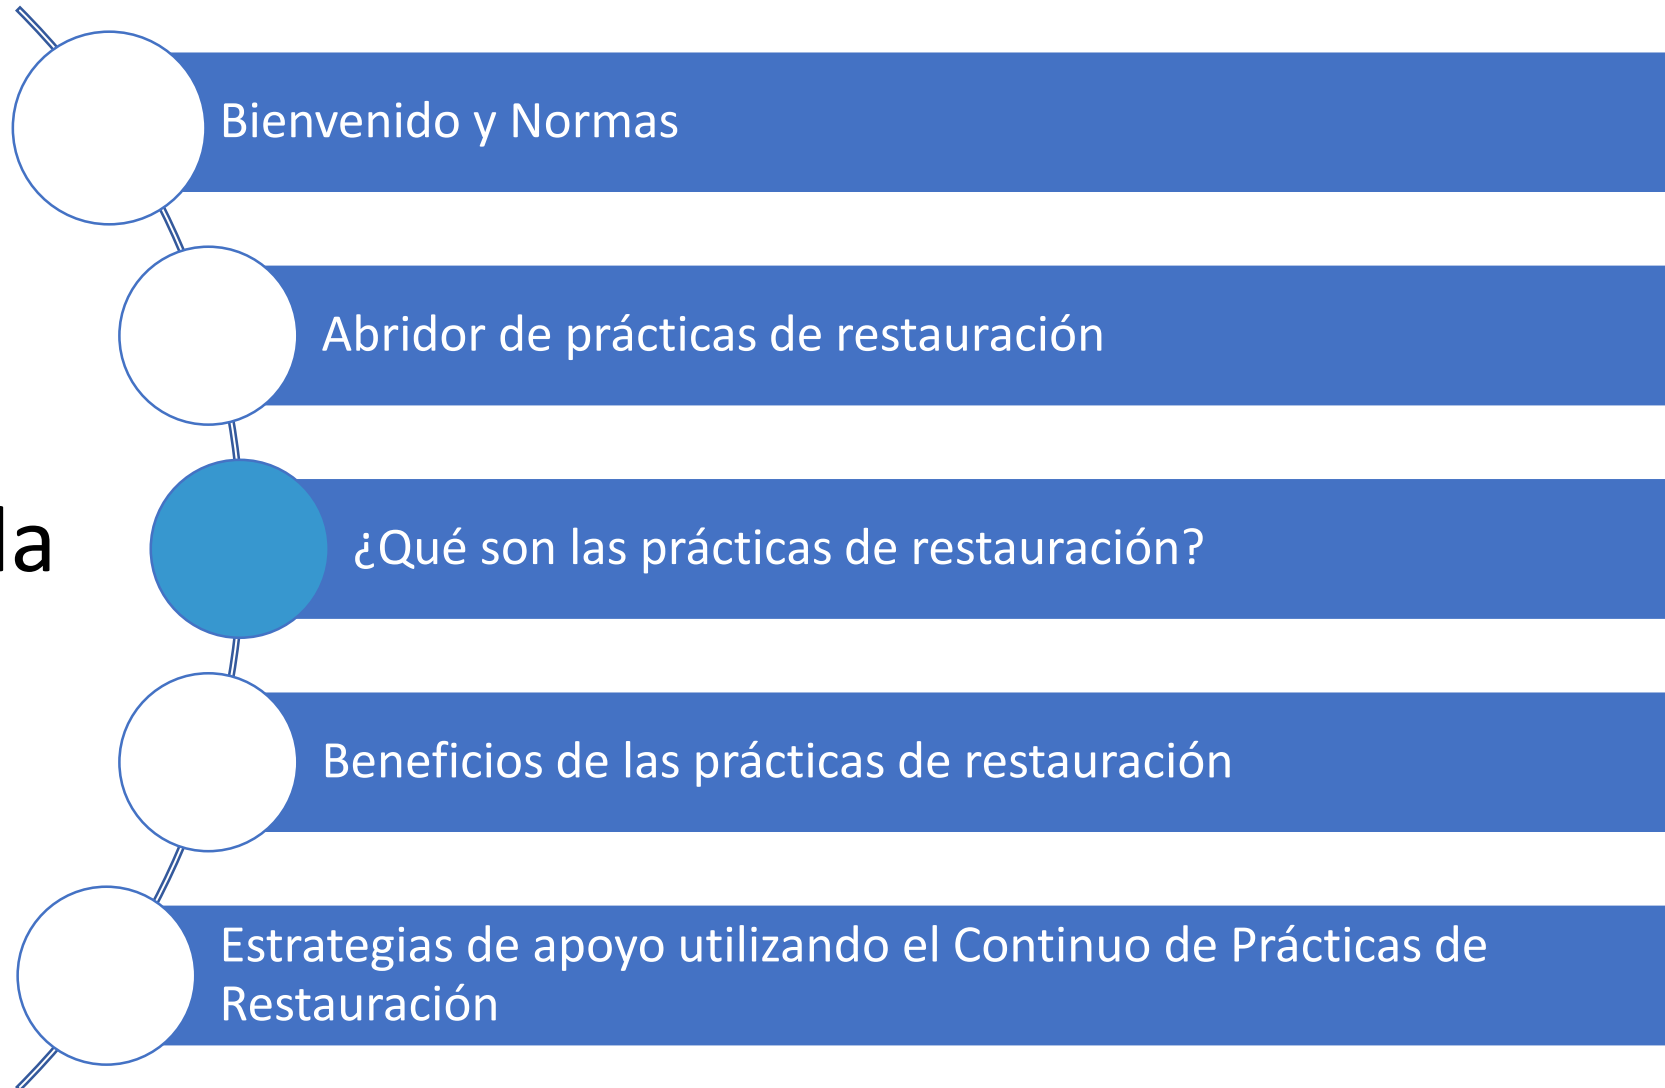 Bienvenido y Normas
Abridor de prácticas de restauración
da
¿Qué son las prácticas de restauración?
Beneficios de las prácticas de restauración
Estrategias de apoyo utilizando el Continuo de Prácticas de
Restauración